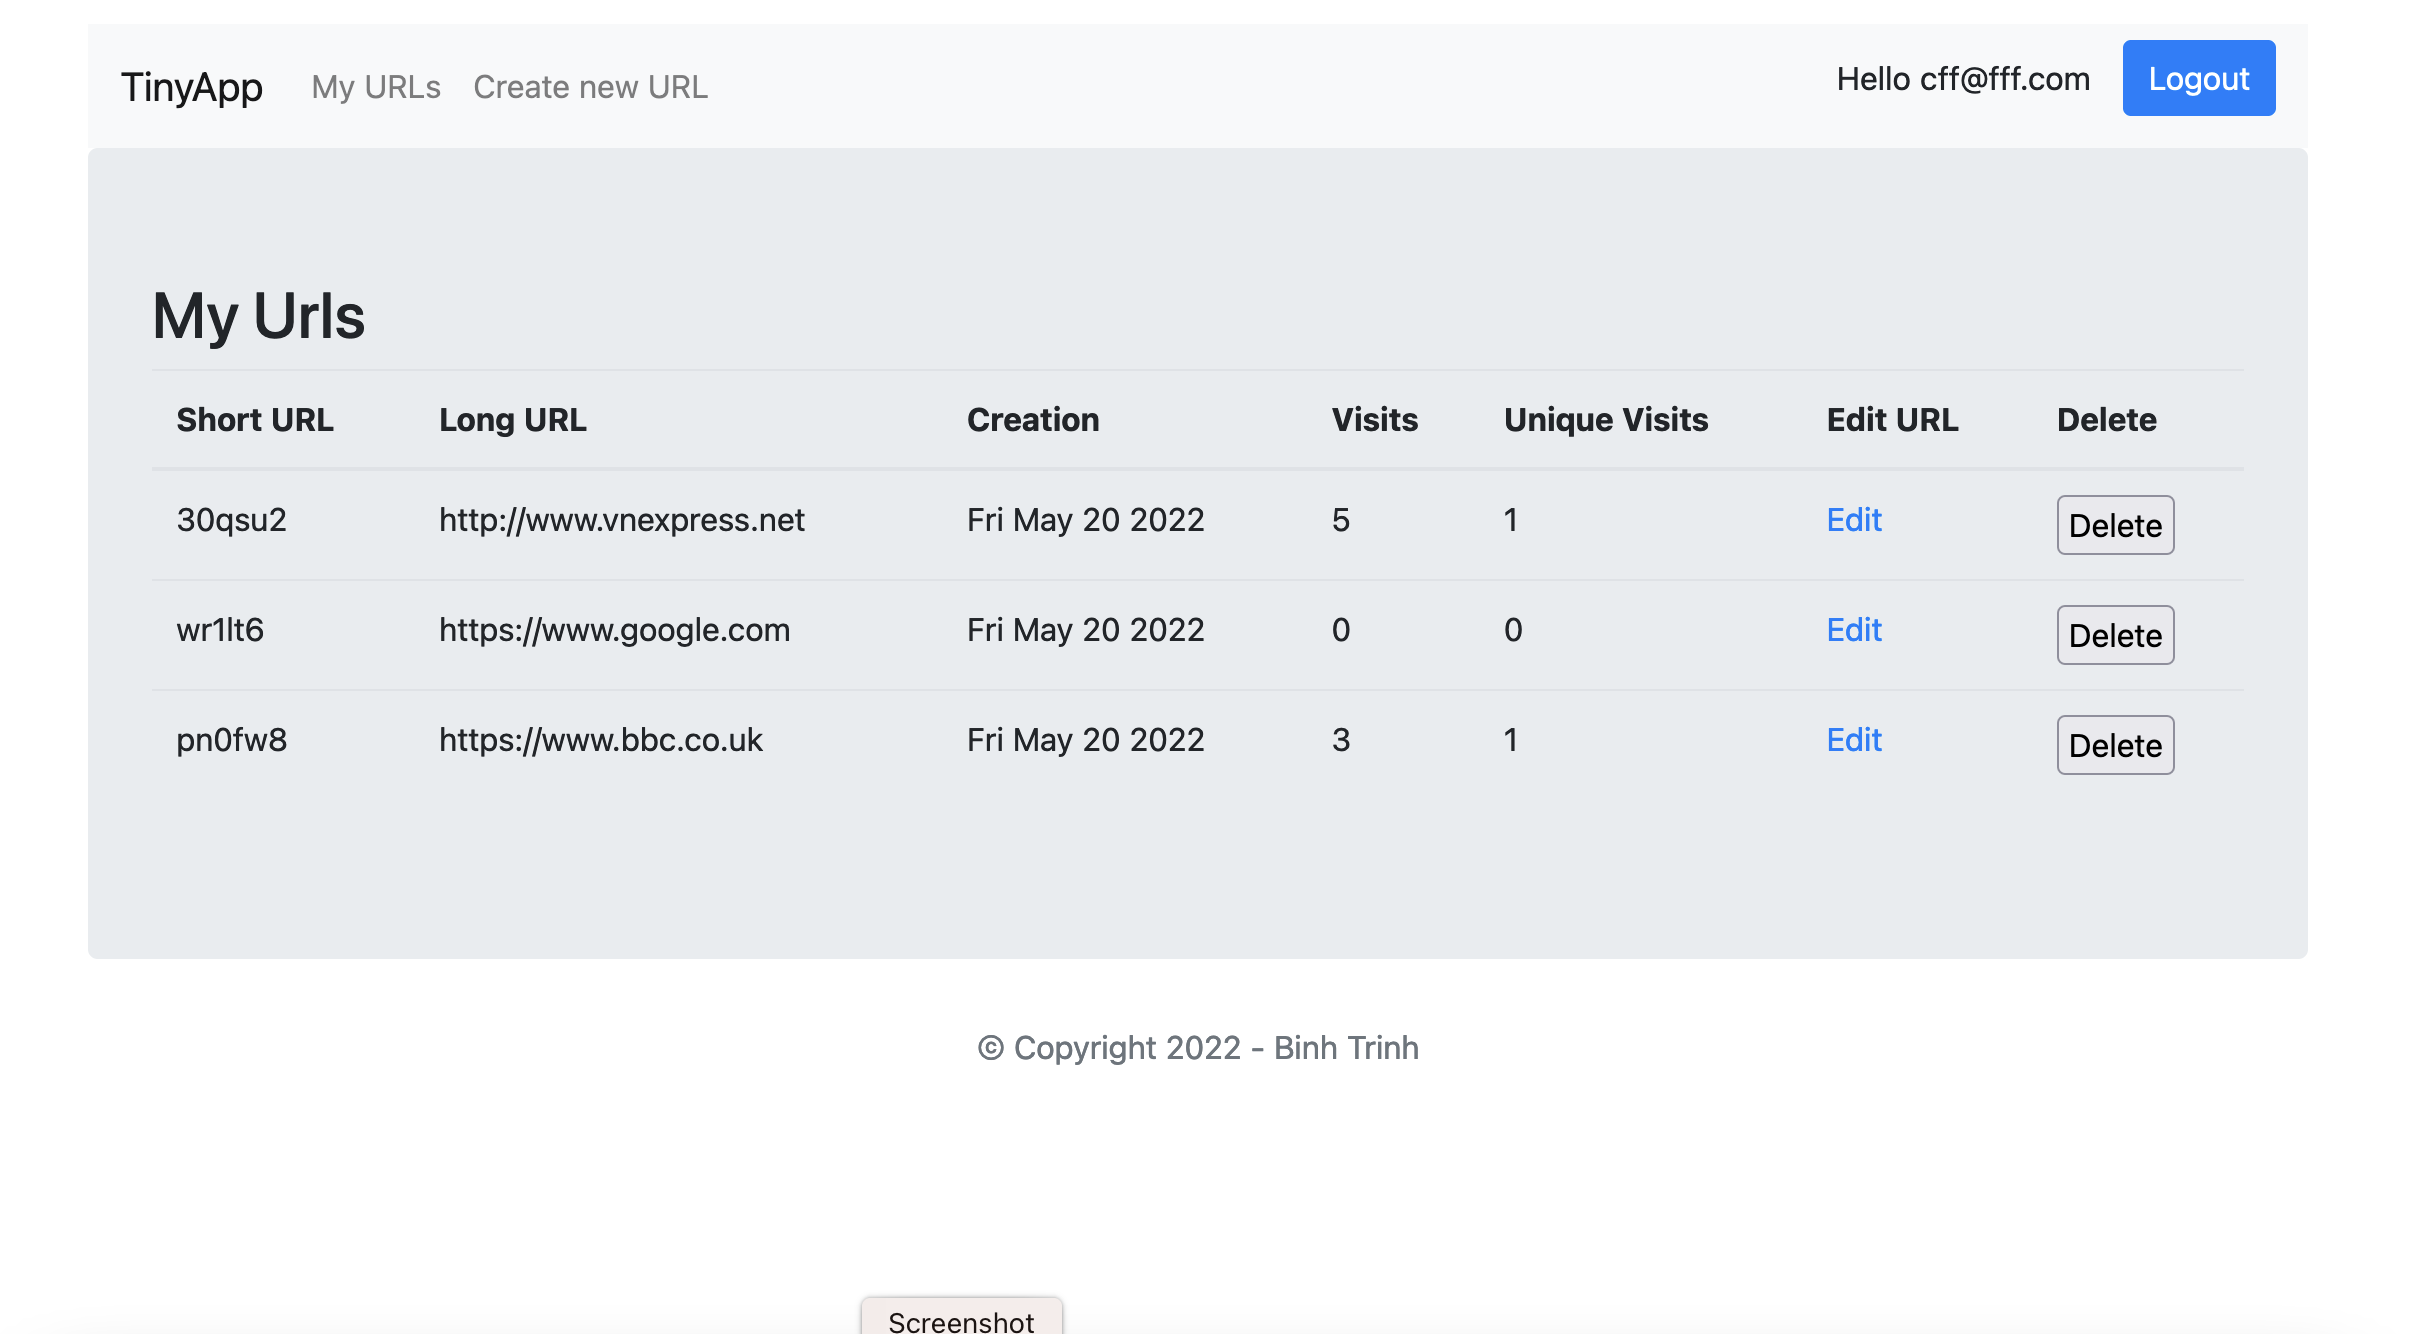 TinyApp My URLs Create new URL Hello cff@fff.com Logout
My Urls
Short URL Long URL Creation Visits Unique Visits Edit URL Delete
30qsu2 http://www.vnexpress.net Fri May 20 2022 5 1 Edit Delete
wr1lt6 https://www.google.com Fri May 20 2022 0 0 Edit Delete
pn0fw8 https://www.bbc.co.uk Fri May 20 2022 3 1 Edit Delete
© Copyright 2022 - Binh Trinh
Screenshot